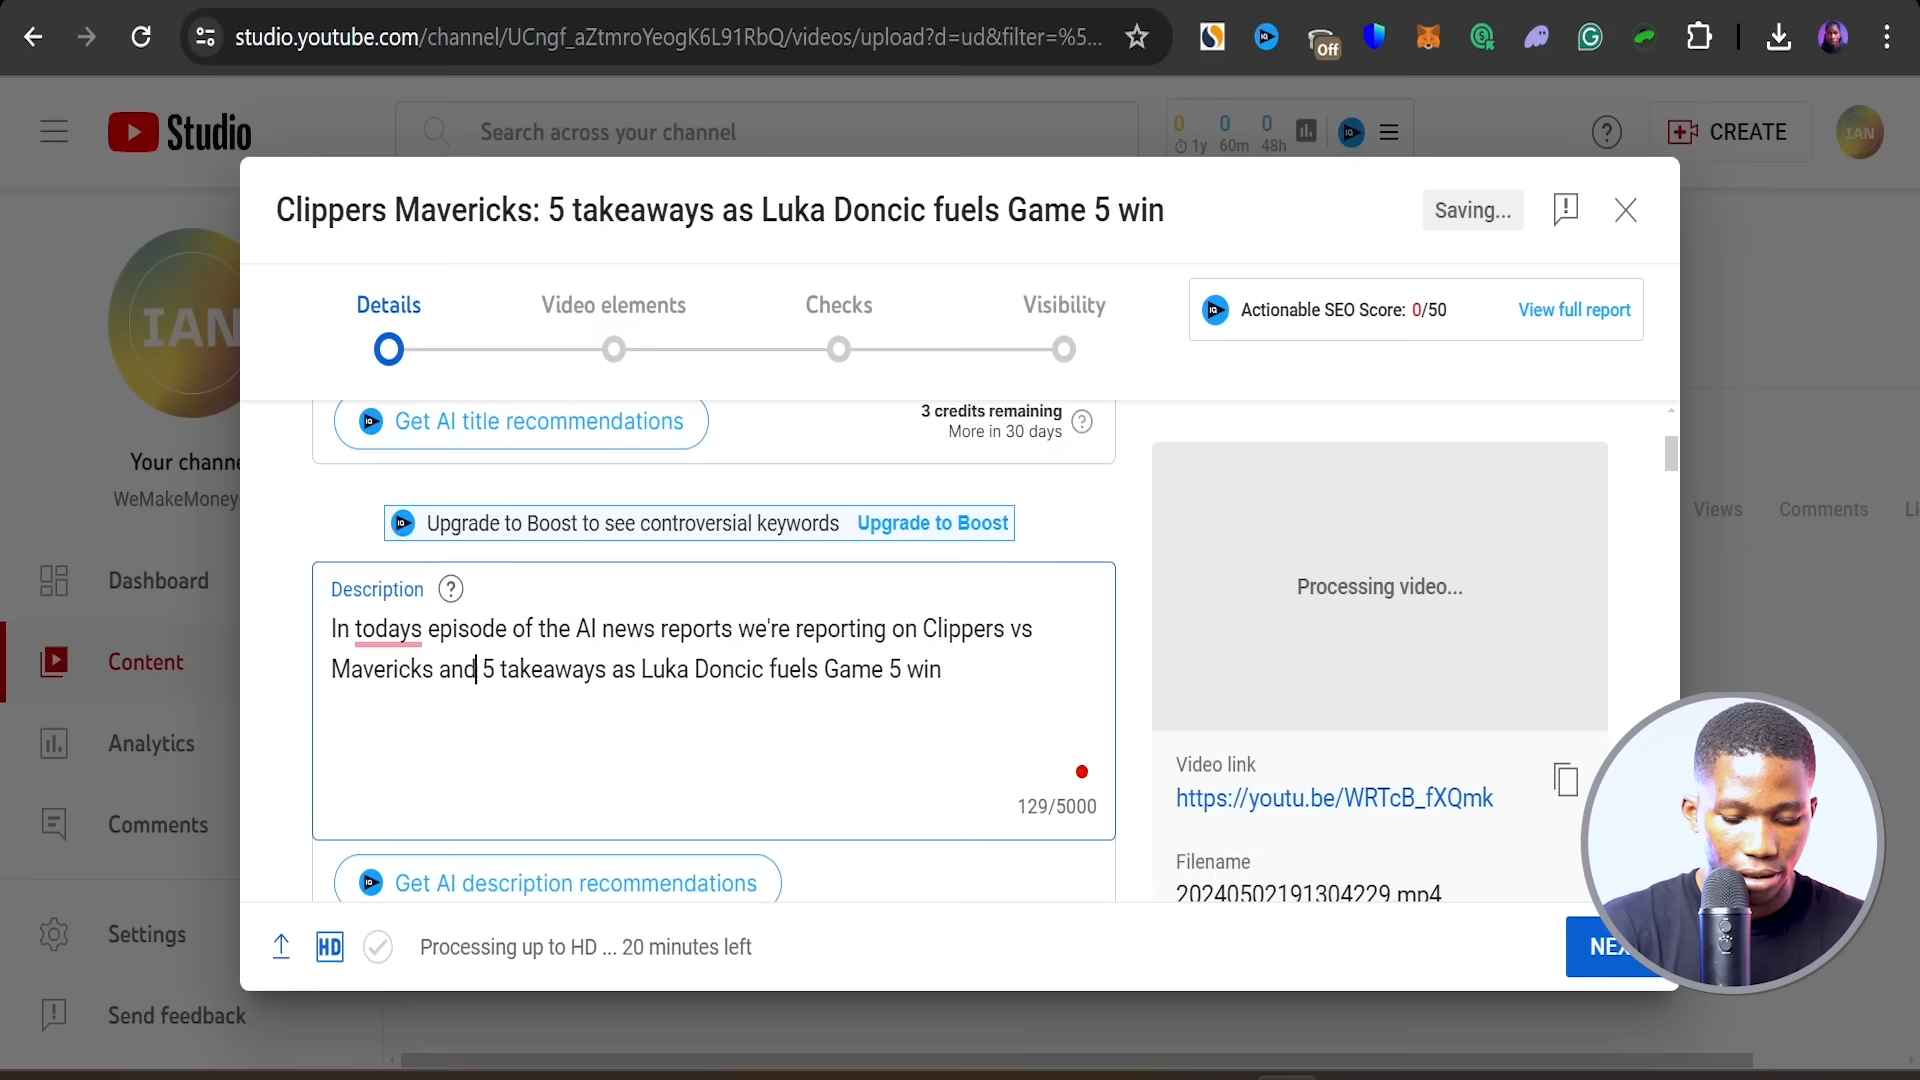 studio.youtube.com/channel/UCngf_aZtmroYeogK6L91RbQ/videos/upload?d=ud&filter=%5...
Off
Studio
Search across your channel
0 0 0
1y 60m 48h
CREATE
IAN
Clippers Mavericks: 5 takeaways as Luka Doncic fuels Game 5 win
Saving...
Details
Video elements
Checks
Visibility
Actionable SEO Score: 0/50
View full report
IAN
Get AI title recommendations
3 credits remaining
More in 30 days
Your channe
WeMakeMoney
Upgrade to Boost to see controversial keywords Upgrade to Boost
Views
Comments
Li
Description
In todays episode of the AI news reports we're reporting on Clippers vs
Mavericks and 5 takeaways as Luka Doncic fuels Game 5 win
129/5000
Get AI description recommendations
Processing video...
Video link
https://youtu.be/WRTcB_fXQmk
Filename
20240502191304229.mp4
Dashboard
Content
Analytics
Comments
Settings
Send feedback
HD
Processing up to HD ... 20 minutes left
NEX